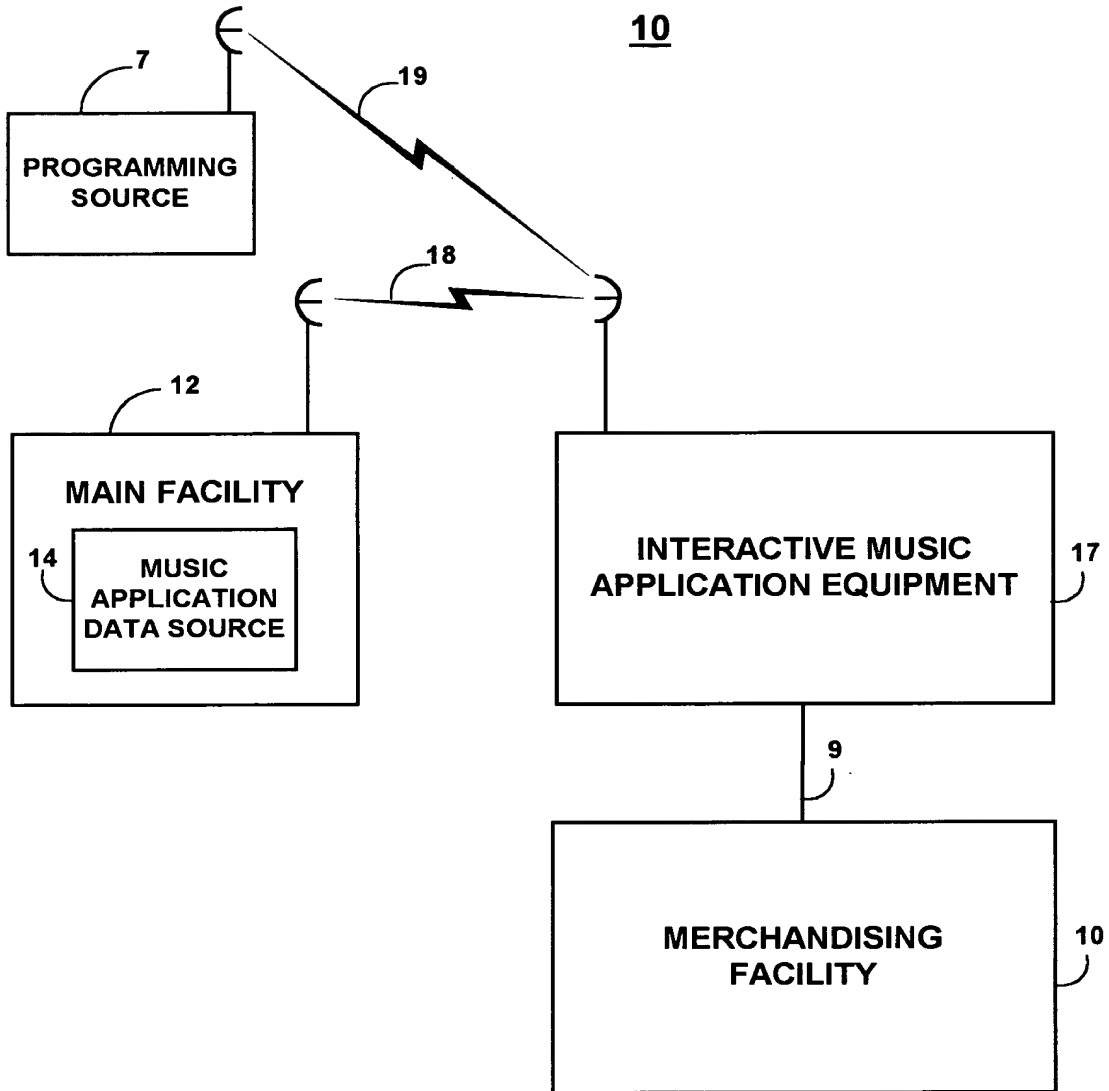 10
7
19
PROGRAMMING
SOURCE
18
12
MAIN FACILITY
14
MUSIC
APPLICATION
DATA SOURCE
INTERACTIVE MUSIC
APPLICATION EQUIPMENT
17
9
MERCHANDISING
FACILITY
10